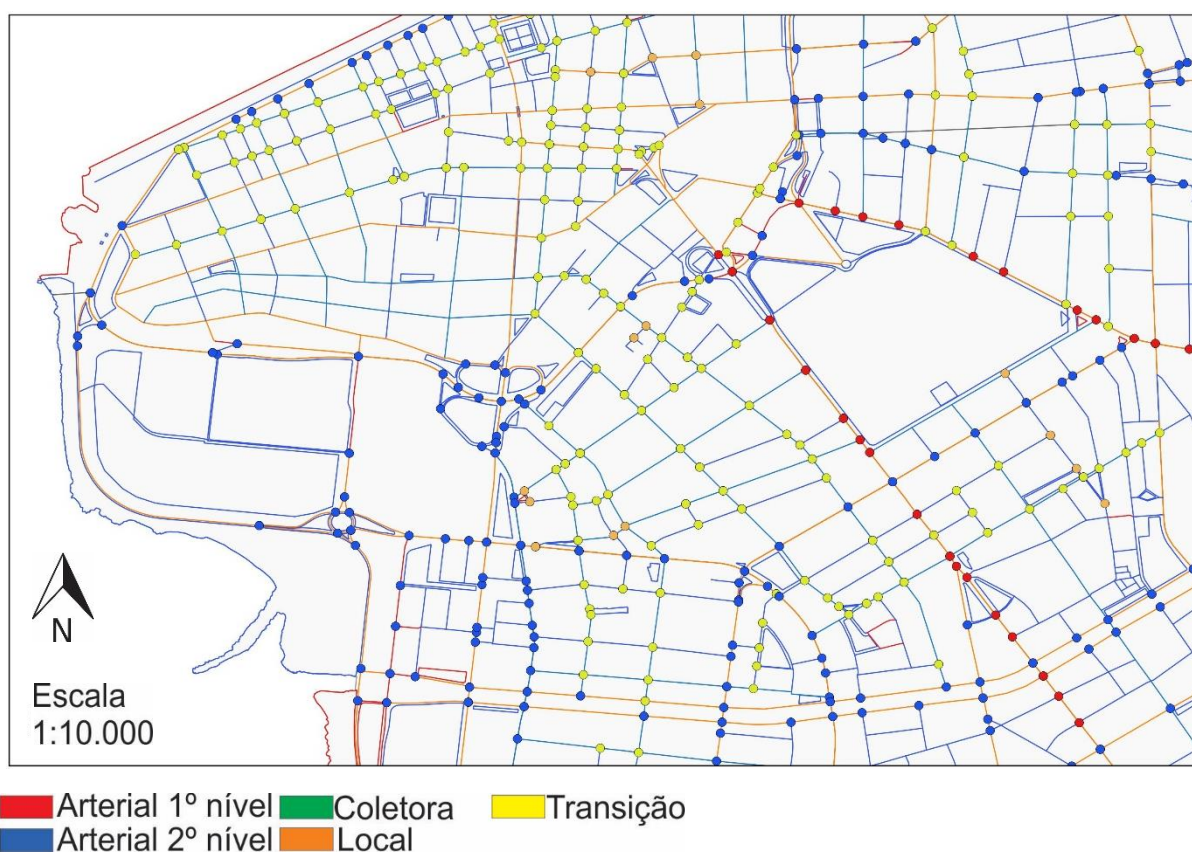 N
Escala
1:10.000
Arterial 1º nível Coletora Transição
Arterial 2º nível Local